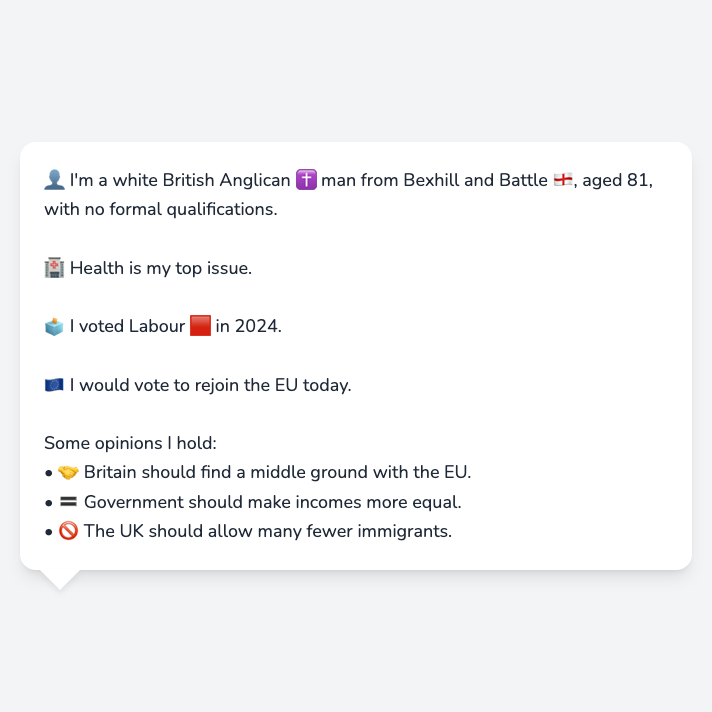 👤 I'm a white British Anglican ✝️ man from Bexhill and Battle 🏴󠁧󠁢󠁥󠁮󠁧󠁿, aged 81,
with no formal qualifications.
🏥 Health is my top issue.
🗳️ I voted Labour 🟥 in 2024.
🇪🇺 I would vote to rejoin the EU today.
Some opinions I hold:
• 🤝 Britain should find a middle ground with the EU.
• 🟰 Government should make incomes more equal.
• 🚫 The UK should allow many fewer immigrants.